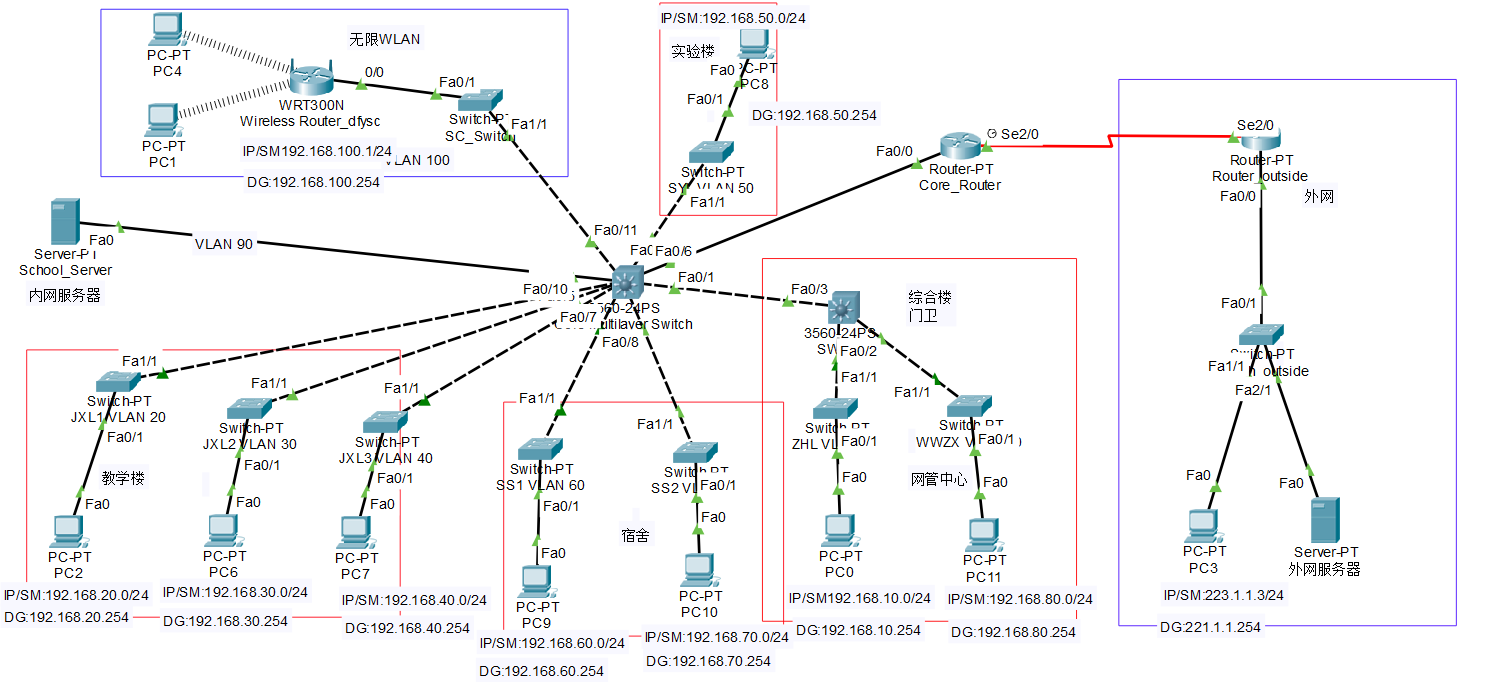 PC-PT
PC4
无限WLAN
0/0
Fa0/1
WRT300N
Wireless Router_dfysc
SC_Switch
Fa1/1
PC-PT
PC1
IP/SM192.168.100.1/24
VLAN 100
DG:192.168.100.254
IP/SM:192.168.50.0/24
实验楼
Fa0
PC8
Fa0/1
DG:192.168.50.254
Switch-PT
VLAN 50
Fa1/1
Fa0/0
Se2/0
Router-PT
Core_Router
Se2/0
Router-PT
Router_outside
Fa0/0
外网
Fa0
School_Server
内网服务器
VLAN 90
Fa0/11
Fa0/6
Fa0/1
Fa0/10
Fa0/7
Switch
Fa0/8
Fa0/3
综合楼
门卫
3560-24PS
Fa0/2
Fa1/1
Fa1/1
Fa0/1
Fa1/1
Fa2/1
outside
Fa1/1
Switch-PT
JXL1 VLAN 20
Fa0/1
教学楼
Fa0
PC-PT
PC2
IP/SM:192.168.20.0/24
DG:192.168.20.254
Fa1/1
Switch-PT
JXL2 VLAN 30
Fa0/1
Fa0
PC-PT
PC6
IP/SM:192.168.30.0/24
DG:192.168.30.254
Fa1/1
Switch-PT
JXL3 VLAN 40
Fa0/1
Fa0
PC-PT
PC7
IP/SM:192.168.40.0/24
DG:192.168.40.254
Fa1/1
Switch-PT
SS1 VLAN 60
Fa0/1
Fa0
PC-PT
PC9
IP/SM:192.168.60.0/24
DG:192.168.60.254
宿舍
Fa1/1
SS2
Fa0/1
Fa0
PC-PT
PC10
IP/SM:192.168.70.0/24
DG:192.168.70.254
ZHL
Fa0/1
Fa0
PC-PT
PC0
IP/SM192.168.10.0/24
DG:192.168.10.254
WWZX
Fa0/1
网管中心
Fa0
PC-PT
PC11
IP/SM:192.168.80.0/24
DG:192.168.80.254
Fa0
PC-PT
PC3
IP/SM:223.1.1.3/24
DG:221.1.1.254
Fa0
Server-PT
外网服务器